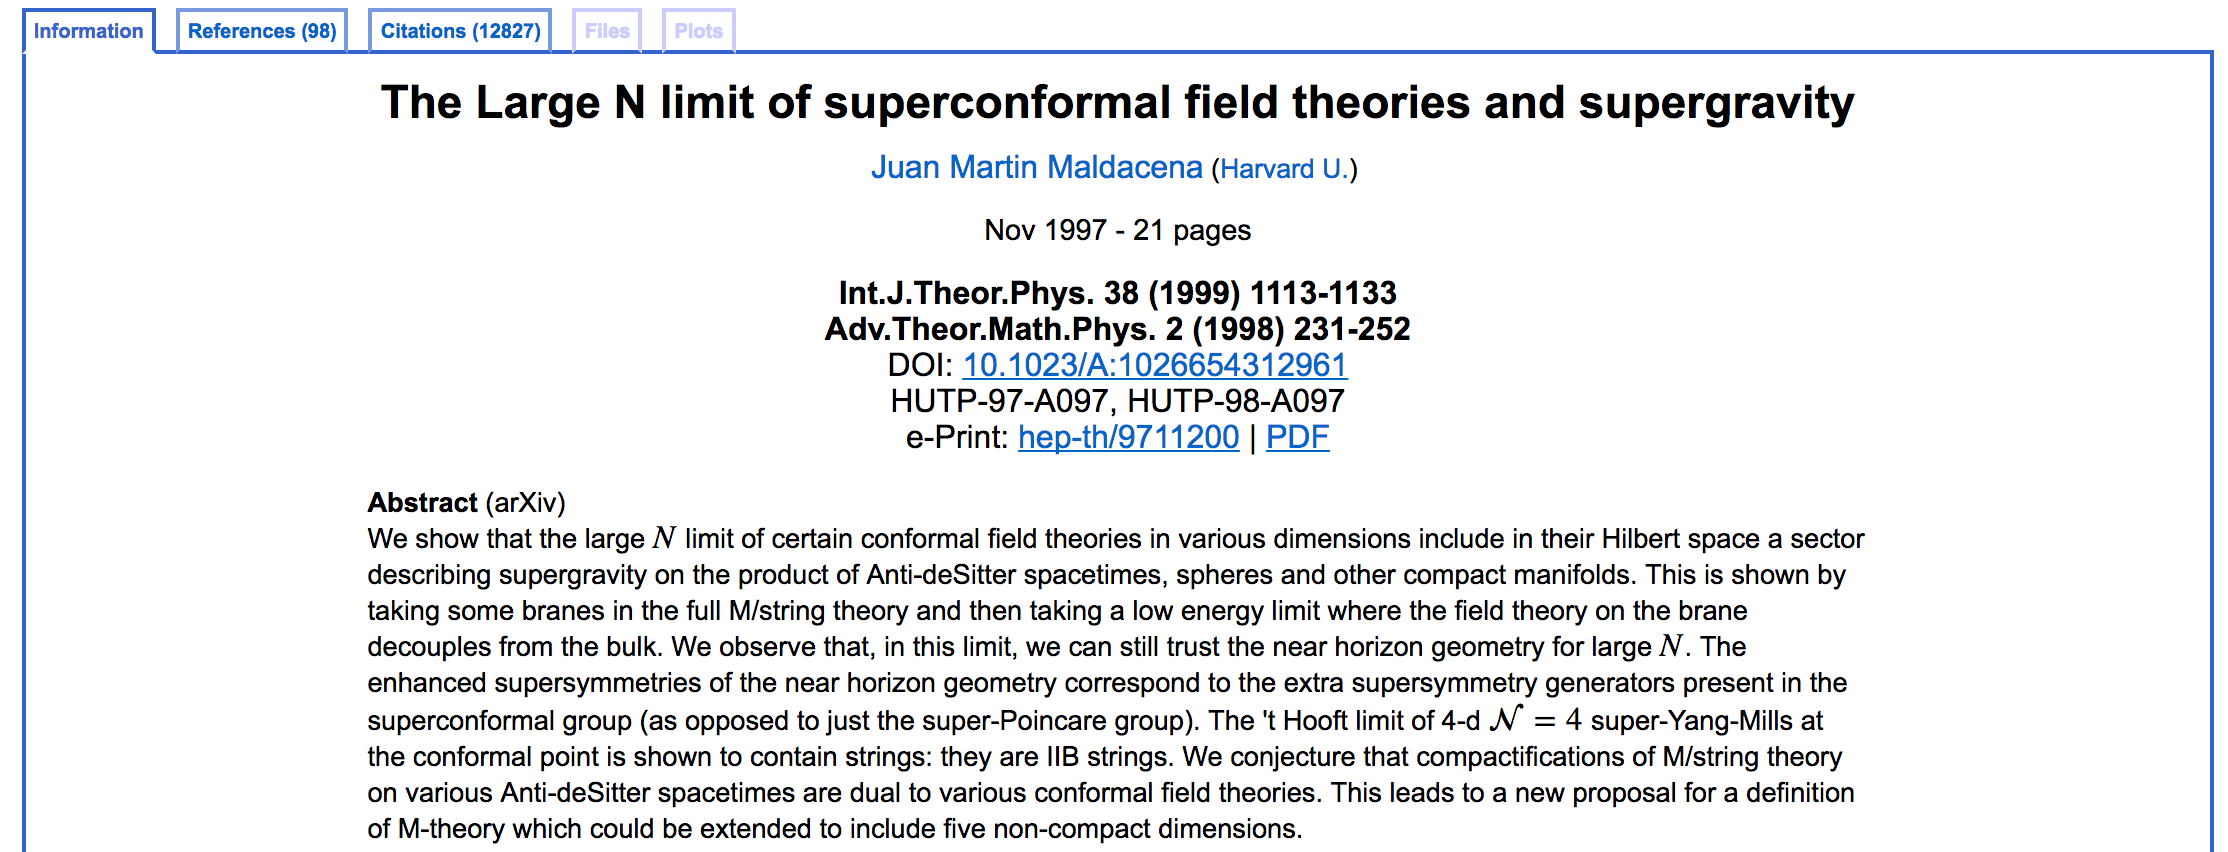 Information References (98) Citations (12827) Files Plots
The Large N limit of superconformal field theories and supergravity
Juan Martin Maldacena (Harvard U.)
Nov 1997 - 21 pages
Int.J.Theor.Phys. 38 (1999) 1113-1133
Adv.Theor.Math.Phys. 2 (1998) 231-252
DOI: 10.1023/A:1026654312961
HUTP-97-A097, HUTP-98-A097
e-Print: hep-th/9711200 | PDF
Abstract (arXiv)
We show that the large N limit of certain conformal field theories in various dimensions include in their Hilbert space a sector
describing supergravity on the product of Anti-deSitter spacetimes, spheres and other compact manifolds. This is shown by
taking some branes in the full M/string theory and then taking a low energy limit where the field theory on the brane
decouples from the bulk. We observe that, in this limit, we can still trust the near horizon geometry for large N. The
enhanced supersymmetries of the near horizon geometry correspond to the extra supersymmetry generators present in the
superconformal group (as opposed to just the super-Poincare group). The 't Hooft limit of 4-d 𝒩 = 4 super-Yang-Mills at
the conformal point is shown to contain strings: they are IIB strings. We conjecture that compactifications of M/string theory
on various Anti-deSitter spacetimes are dual to various conformal field theories. This leads to a new proposal for a definition
of M-theory which could be extended to include five non-compact dimensions.